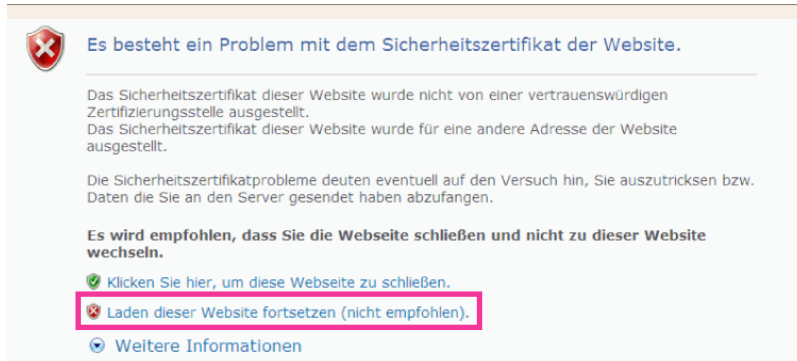 Es besteht ein Problem mit dem Sicherheitszertifikat der Website.
Das Sicherheitszertifikat dieser Website wurde nicht von einer vertrauenswürdigen
Zertifizierungsstelle ausgestellt.
Das Sicherheitszertifikat dieser Website wurde für eine andere Adresse der Website
ausgestellt.
Die Sicherheitszertifikatprobleme deuten eventuell auf den Versuch hin, Sie auszutricksen bzw.
Daten die Sie an den Server gesendet haben abzufangen.
Es wird empfohlen, dass Sie die Webseite schließen und nicht zu dieser Website
wechseln.
Klicken Sie hier, um diese Webseite zu schließen.
Laden dieser Website fortsetzen (nicht empfohlen).
Weitere Informationen